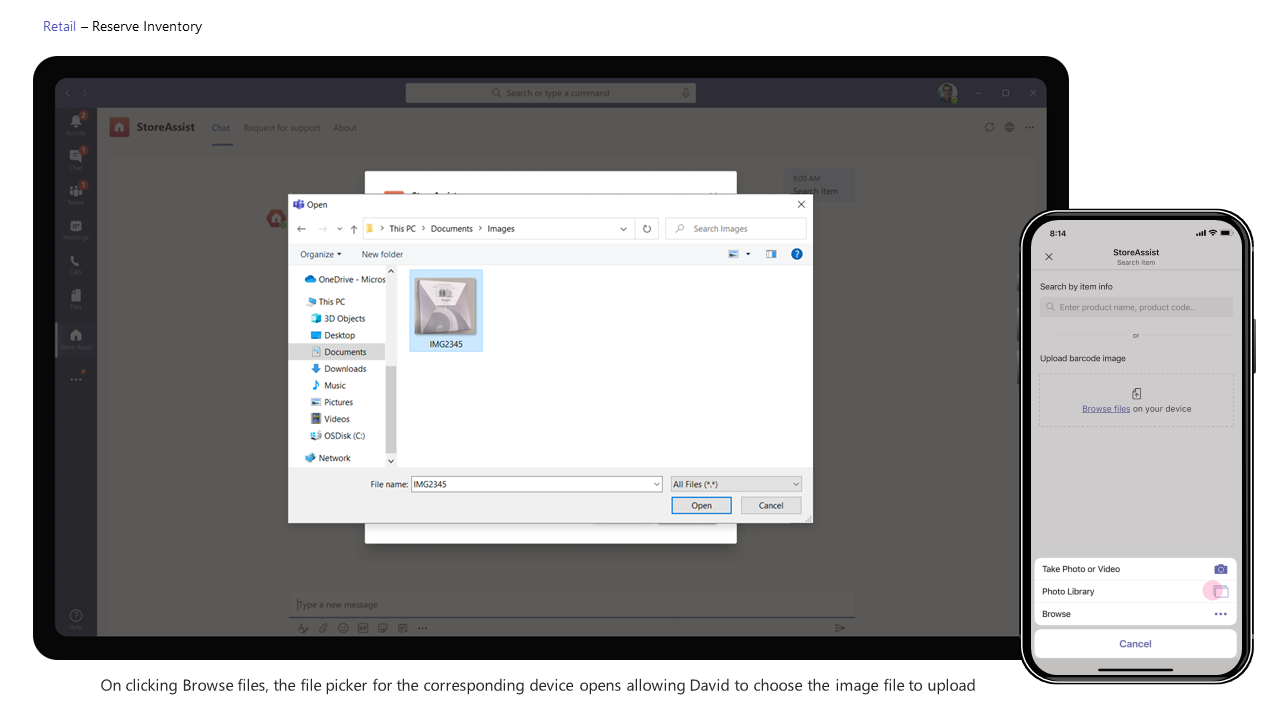 Retail – Reserve Inventory
Search or type a command
Activity
Chat
Teams
Meetings
Calls
Files
Store Assist
Help
StoreAssist
Chat
Request for support
About
9:00 AM
Search item
Open
This PC > Documents > Images
Search Images
Organize
New folder
OneDrive - Micros
This PC
3D Objects
Desktop
Documents
Downloads
Music
Pictures
Videos
OSDisk (C:)
Network
IMG2345
File name: IMG2345
All Files (*.*)
Open
Cancel
Type a new message
8:14
StoreAssist
Search Item
Search by item info
Enter product name, product code..
or
Upload barcode image
Browse files on your device
Take Photo or Video
Photo Library
Browse
Cancel
On clicking Browse files, the file picker for the corresponding device opens allowing David to choose the image file to upload